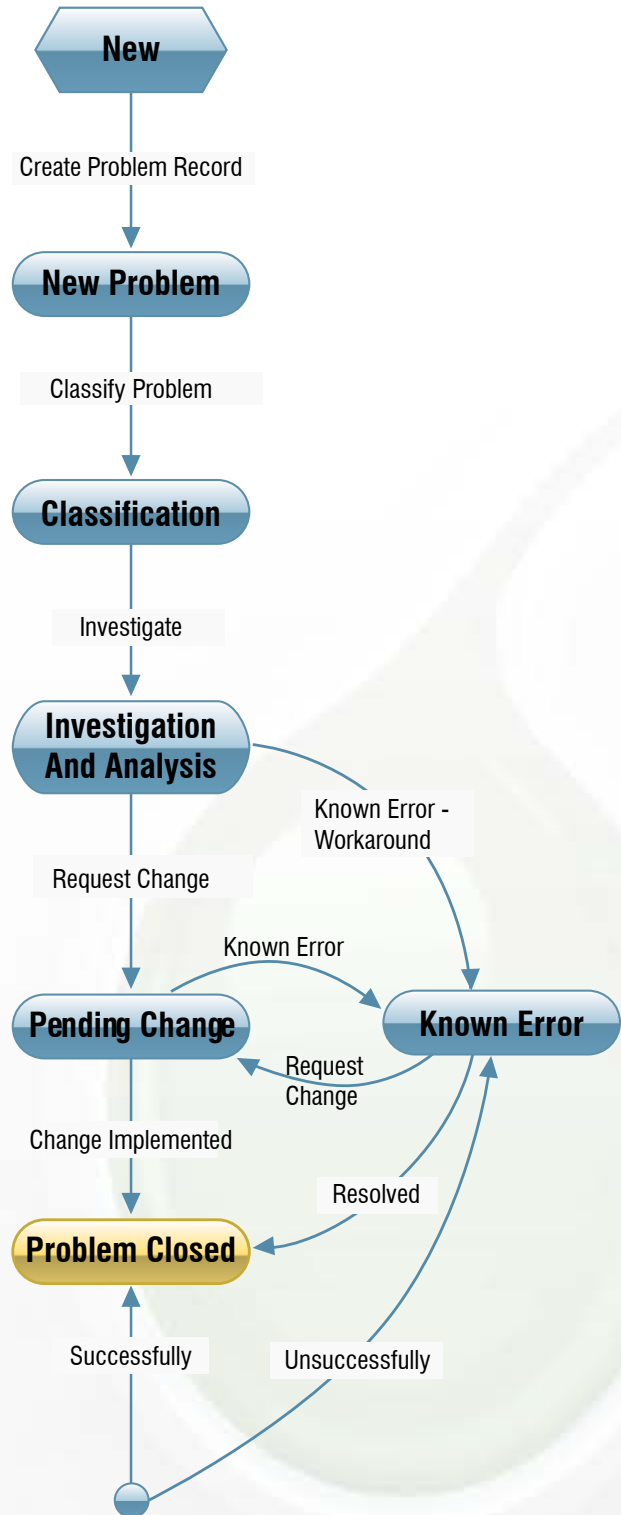 New
Create Problem Record
New Problem
Classify Problem
Classification
Investigate
Investigation
And Analysis
Known Error -
Workaround
Request Change
Known Error
Pending Change
Known Error
Request
Change
Change Implemented
Resolved
Problem Closed
Successfully
Unsuccessfully